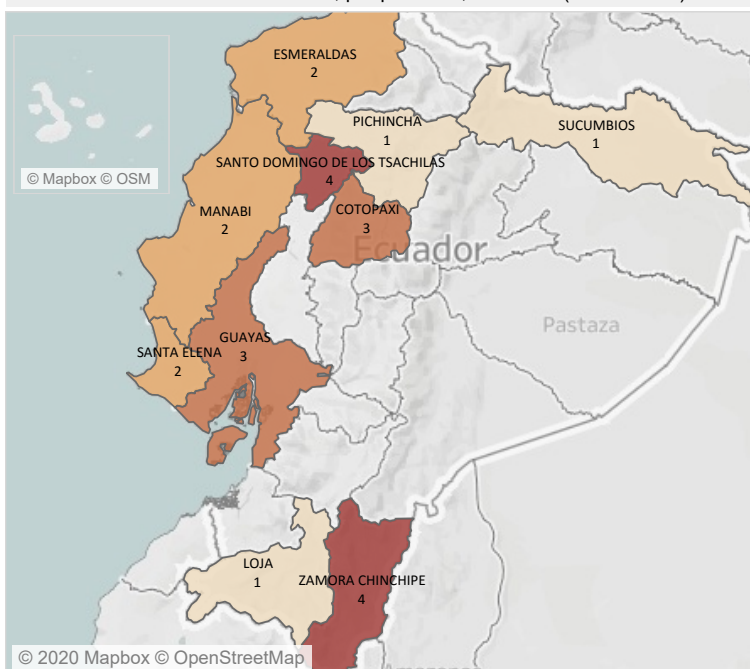 ESMERALDAS
2
PICHINCHA
1
SUCUMBIOS
1
© Mapbox © OSM
SANTO DOMINGO DE LOS TSACHILAS
4
MANABI
2
COTOPAXI
3
Ecuador
Pastaza
GUAYAS
3
SANTA ELENA
2
LOJA
1
ZAMORA CHINCHIPE
4
© 2020 Mapbox © OpenStreetMap